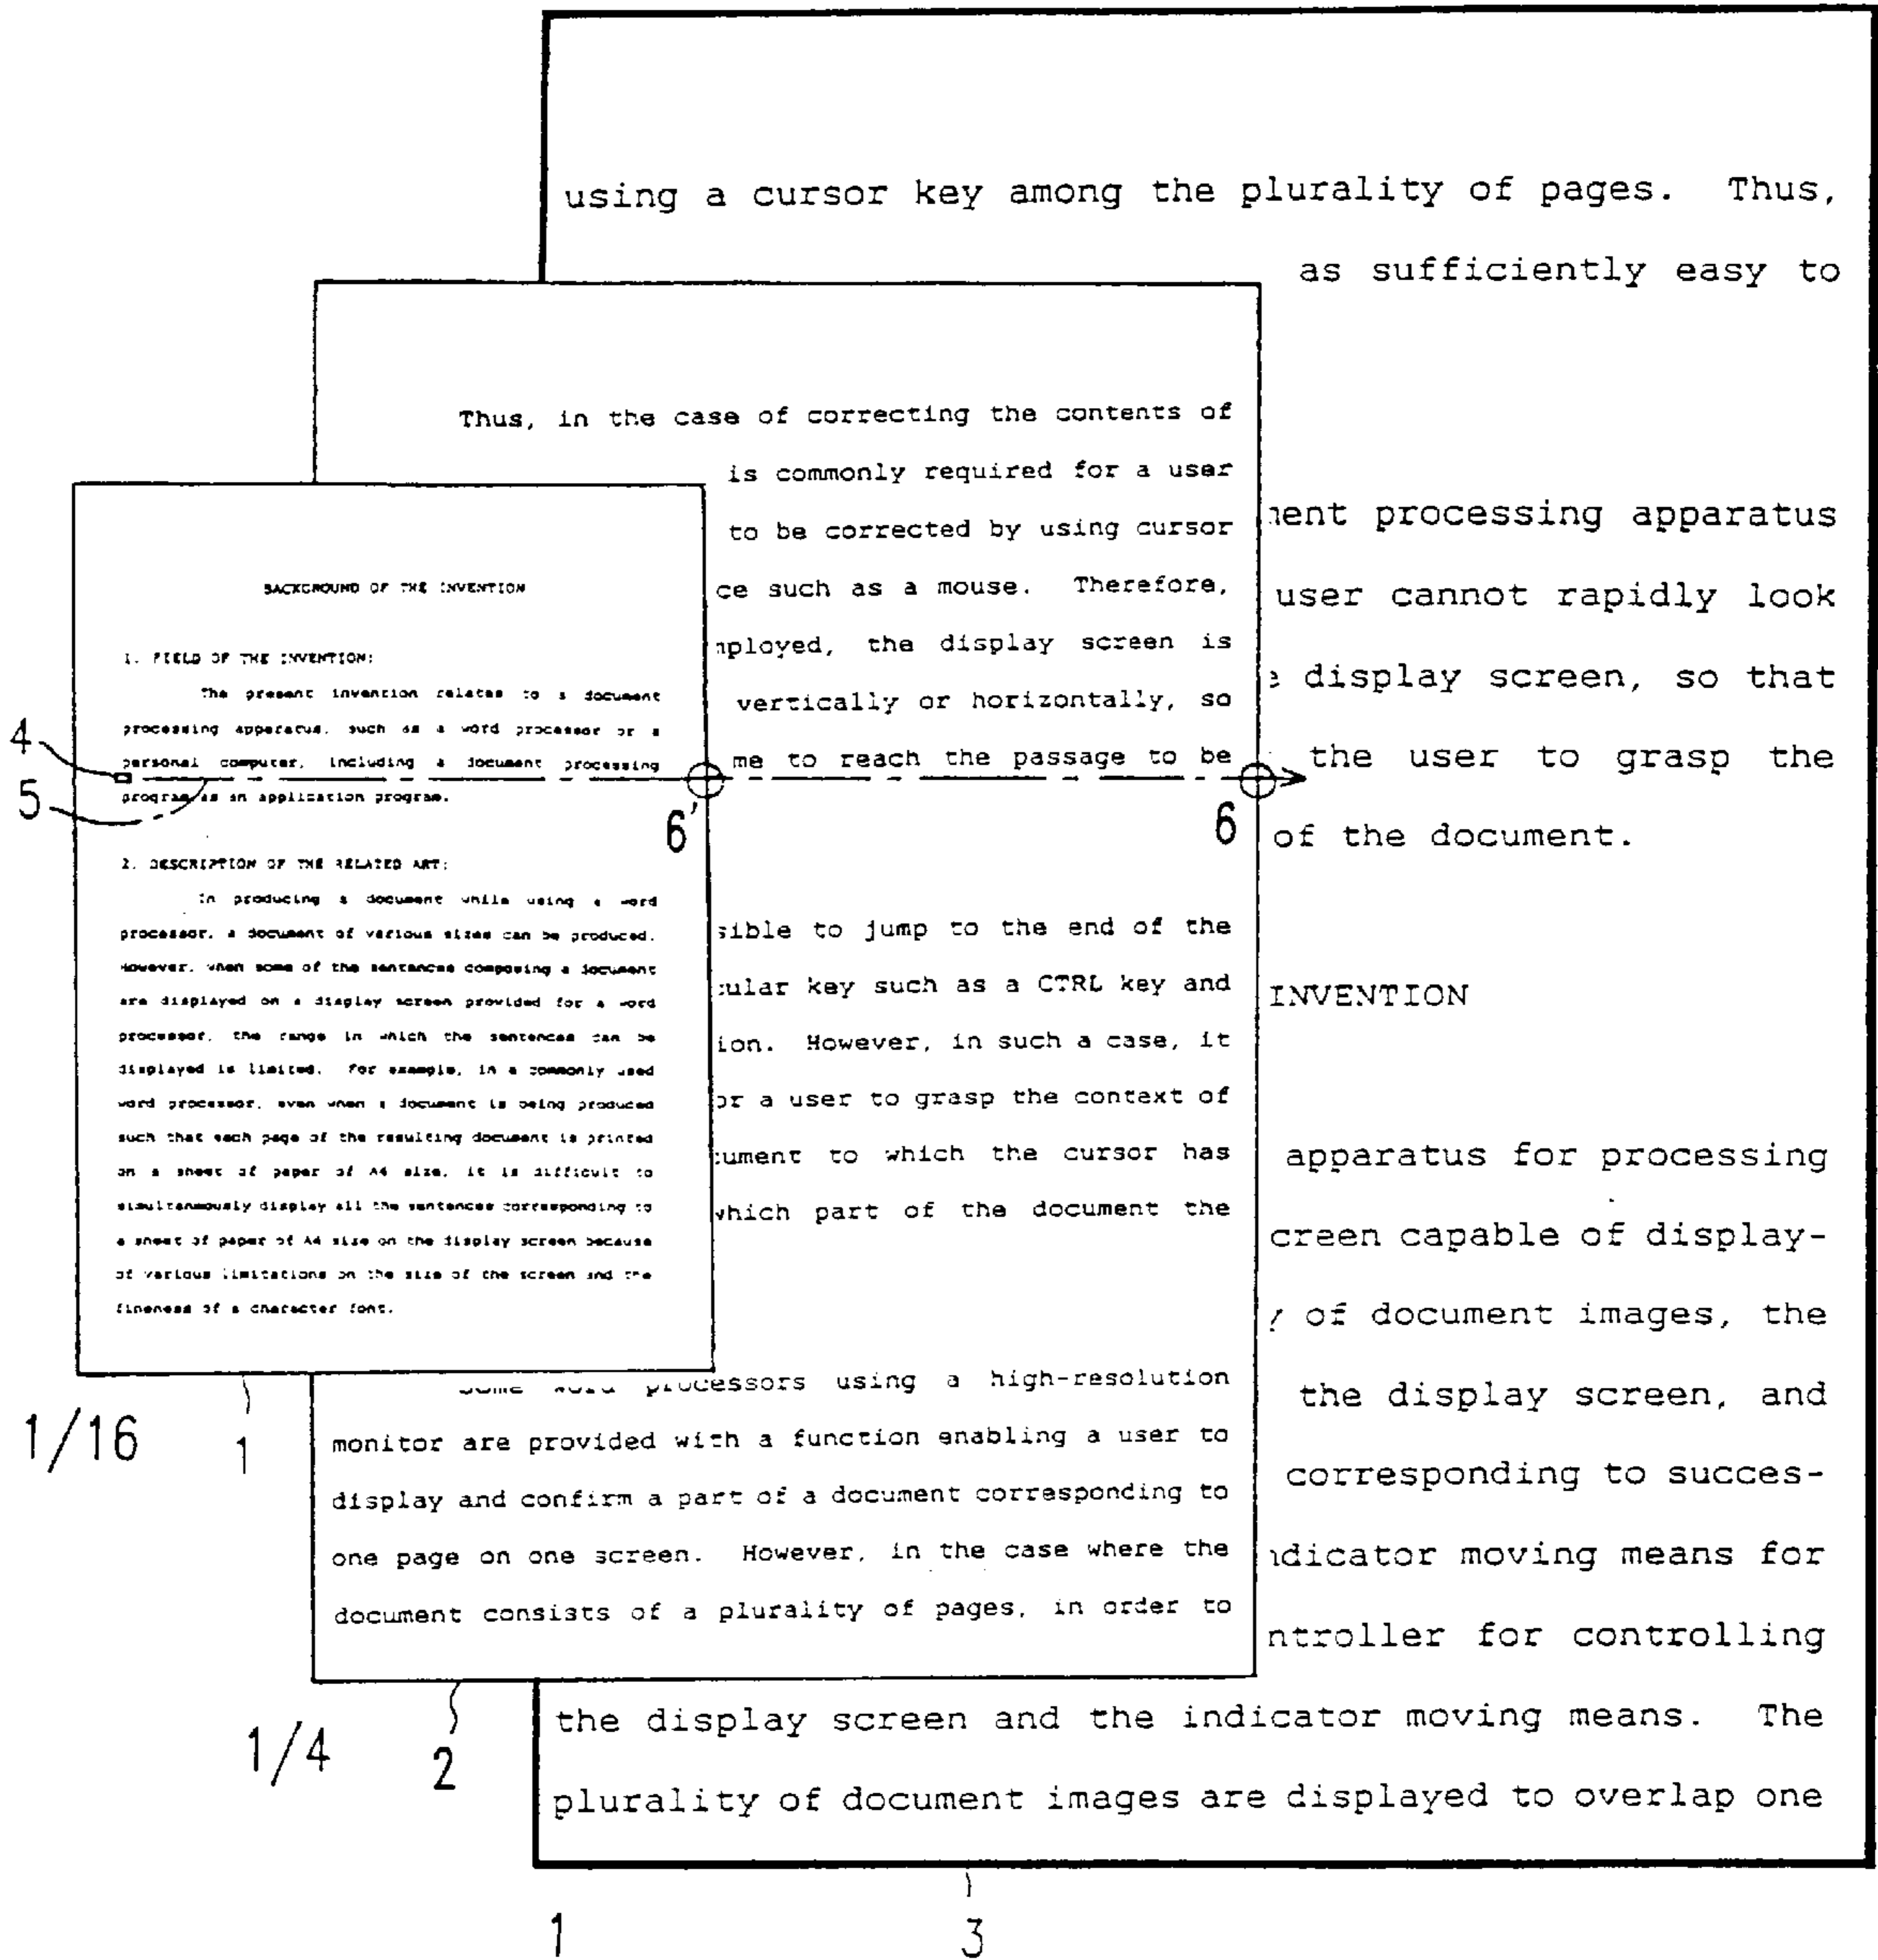 BACKGROUND OF THE INVENTION
1. FIELD OF THE INVENTION:
The present invention relates to a document
processing apparatus, such as a word processor or a
personal computer, including a document processing
program as an application program.
2. DESCRIPTION OF THE RELATED ART:
In producing a document while using a word
processor, a document of various sizes can be produced.
However, when some of the sentences composing a document
are displayed on a display screen provided for a word
processor, the range in which the sentences can be
displayed is limited. For example, in a commonly used
word processor, even when a document is being produced
such that each page of the resulting document is printed
on a sheet of paper of A4 size, it is difficult to
simultaneously display all the sentences corresponding to
a sheet of paper of A4 size on the display screen because
of various limitations on the size of the screen and the
fineness of a character font.
4
5
6'
6
1/16
1
Thus, in the case of correcting the contents of
is commonly required for a user
to be corrected by using cursor
ce such as a mouse. Therefore,
mployed, the display screen is
vertically or horizontally, so
me to reach the passage to be
sible to jump to the end of the
cular key such as a CTRL key and
ion. However, in such a case, it
or a user to grasp the context of
cument to which the cursor has
which part of the document the
Some word processors using a high-resolution
monitor are provided with a function enabling a user to
display and confirm a part of a document corresponding to
one page on one screen. However, in the case where the
document consists of a plurality of pages, in order to
1/4
2
using a cursor key among the plurality of pages. Thus,
as sufficiently easy to
ment processing apparatus
user cannot rapidly look
e display screen, so that
the user to grasp the
of the document.
INVENTION
apparatus for processing
creen capable of display-
y of document images, the
the display screen, and
corresponding to succes-
ndicator moving means for
ntroller for controlling
the display screen and the indicator moving means. The
plurality of document images are displayed to overlap one
1
3